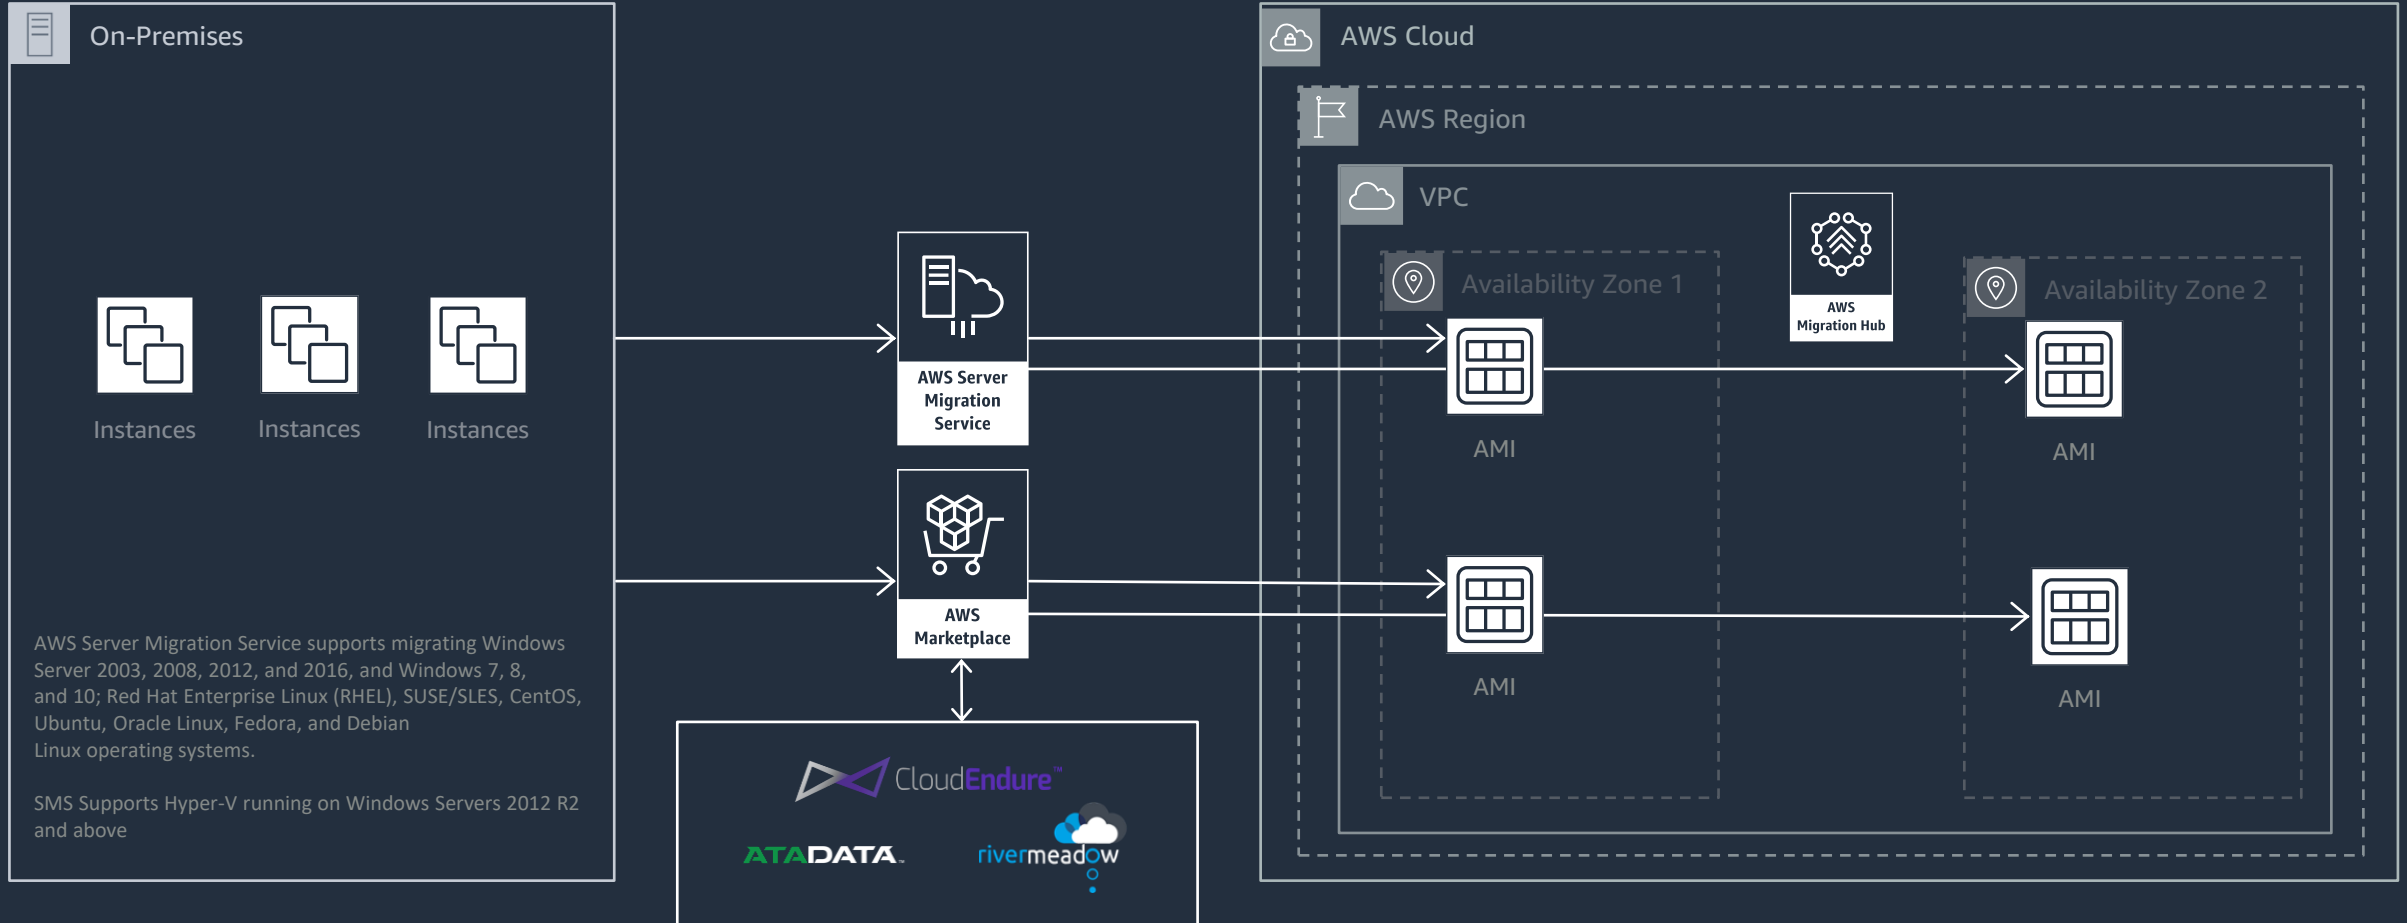 On-Premises
Instances
Instances
Instances
AWS Server Migration Service supports migrating Windows
Server 2003, 2008, 2012, and 2016, and Windows 7, 8,
and 10; Red Hat Enterprise Linux (RHEL), SUSE/SLES, CentOS,
Ubuntu, Oracle Linux, Fedora, and Debian
Linux operating systems.
SMS Supports Hyper-V running on Windows Servers 2012 R2
and above
AWS Server
Migration
Service
AWS
Marketplace
CloudEndure™
ATADATA™
rivermeadow
AWS Cloud
AWS Region
VPC
Availability Zone 1
AMI
AMI
AWS
Migration Hub
Availability Zone 2
AMI
AMI